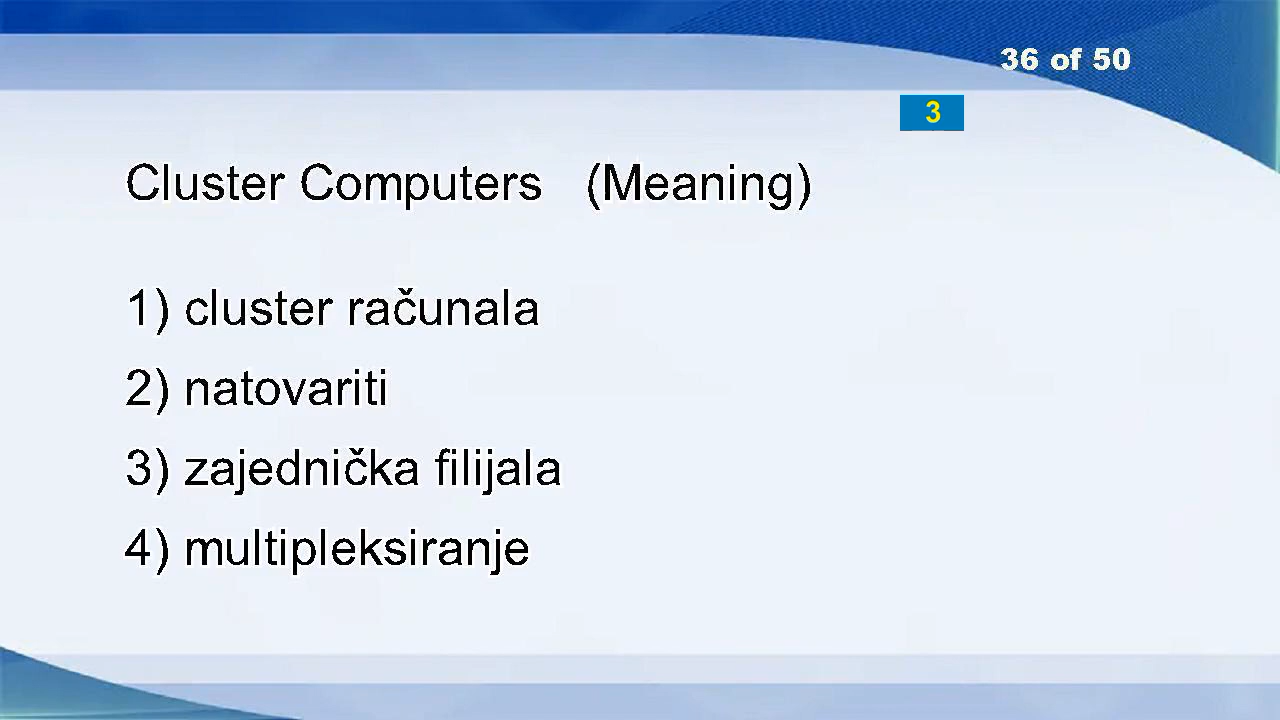 36 of 50
3
Cluster Computers (Meaning)
1) cluster računala
2) natovariti
3) zajednička filijala
4) multipleksiranje